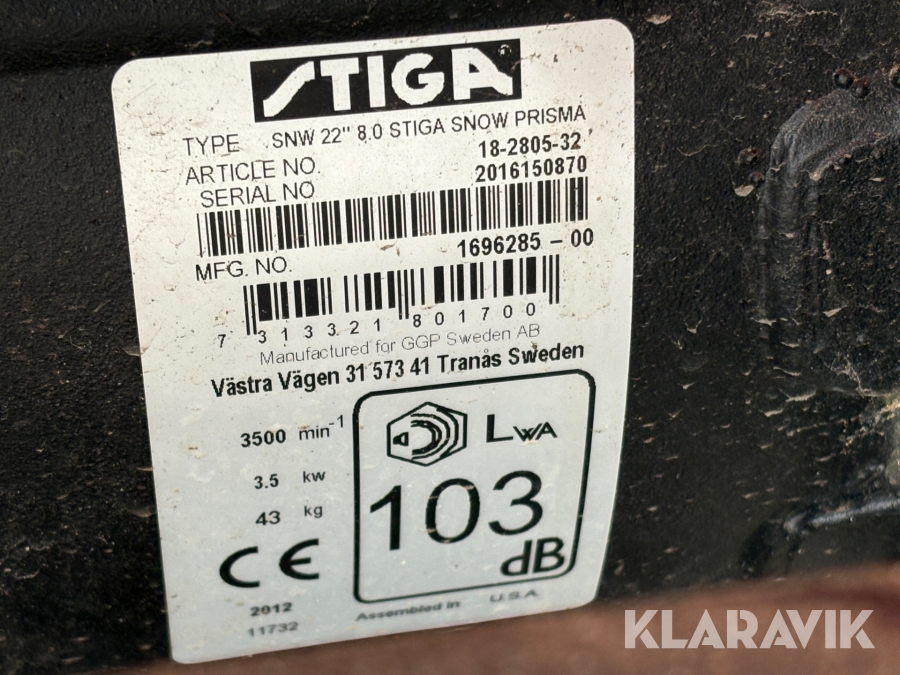 STIGA
TYPE SNW 22" 8.0 STIGA SNOW PRISMA
ARTICLE NO. 18-2805-32
SERIAL NO 2016150870
MFG. NO. 1696285 - 00
7 313321 801700
Manufactured for GGP Sweden AB
Västra Vägen 31 573 41 Tranås Sweden
3500 min-1
3.5 kw
43 kg
LWA
103
dB
CE
2012
11732
Assembled in U.S.A.
KLARAVIK